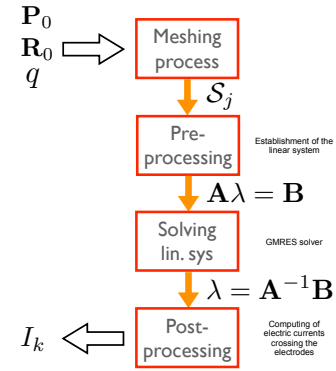 P₀
R₀
q
Meshing
process
𝒮ⱼ
Pre-
processing
Establishment of the
linear system
Aλ = B
Solving
lin. sys
GMRES solver
λ = A⁻¹B
Post-
processing
Computing of
electric currents
crossing the
electrodes
Iₖ